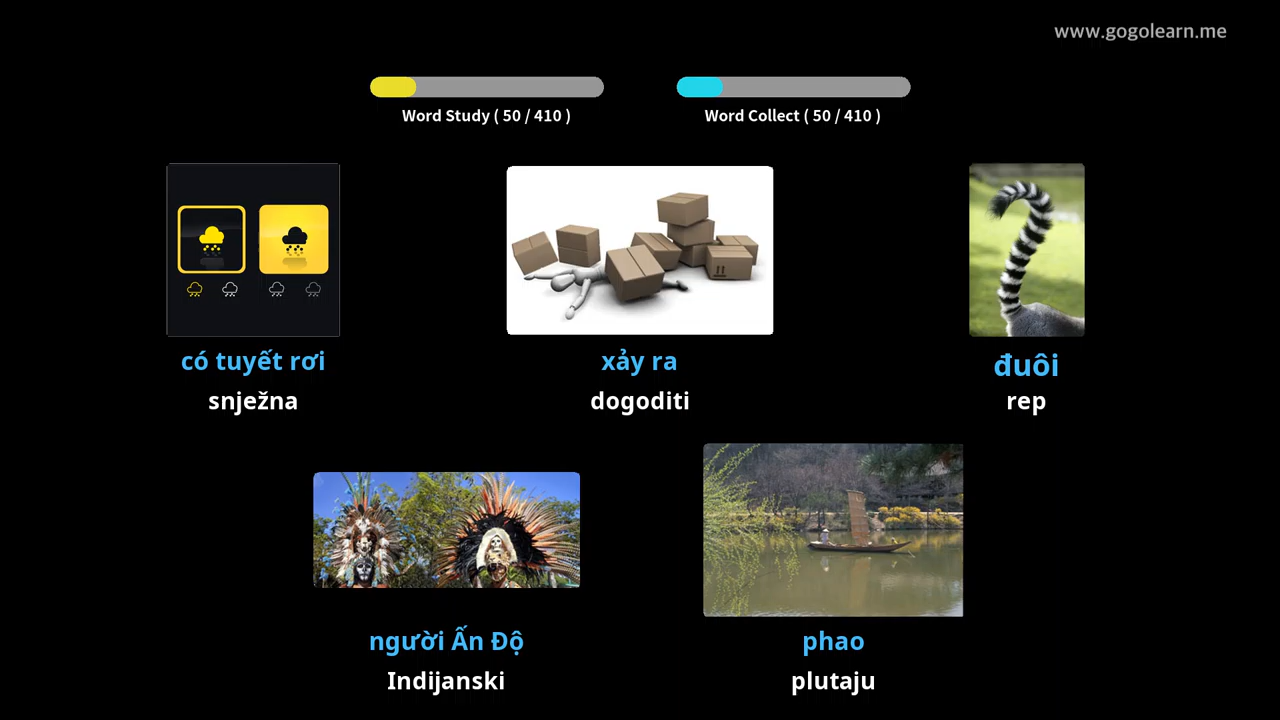 www.gogolearn.me
Word Study ( 50 / 410 )
Word Collect ( 50 / 410 )
có tuyết rơi
snježna
xảy ra
dogoditi
đuôi
rep
người Ấn Độ
Indijanski
phao
plutaju